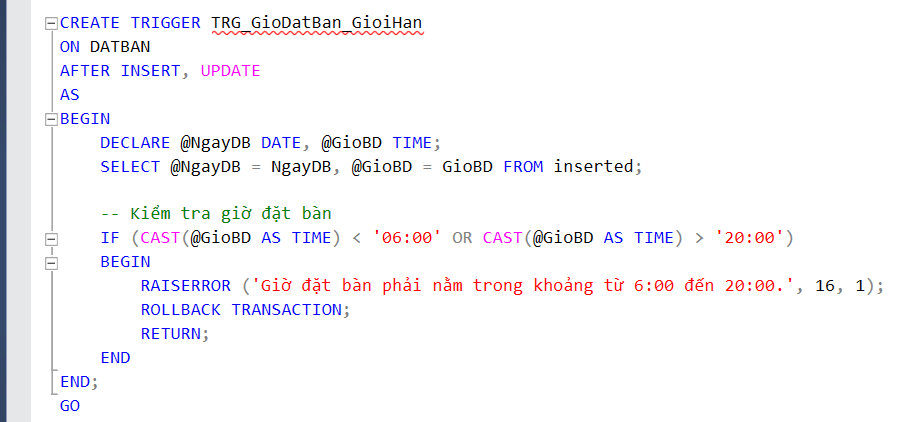 CREATE TRIGGER TRG_GioDatBan_GioiHan
ON DATBAN
AFTER INSERT, UPDATE
AS
BEGIN
    DECLARE @NgayDB DATE, @GioBD TIME;
    SELECT @NgayDB = NgayDB, @GioBD = GioBD FROM inserted;

    -- Kiểm tra giờ đặt bàn
    IF (CAST(@GioBD AS TIME) < '06:00' OR CAST(@GioBD AS TIME) > '20:00')
    BEGIN
        RAISERROR ('Giờ đặt bàn phải nằm trong khoảng từ 6:00 đến 20:00.', 16, 1);
        ROLLBACK TRANSACTION;
        RETURN;
    END
END;
GO